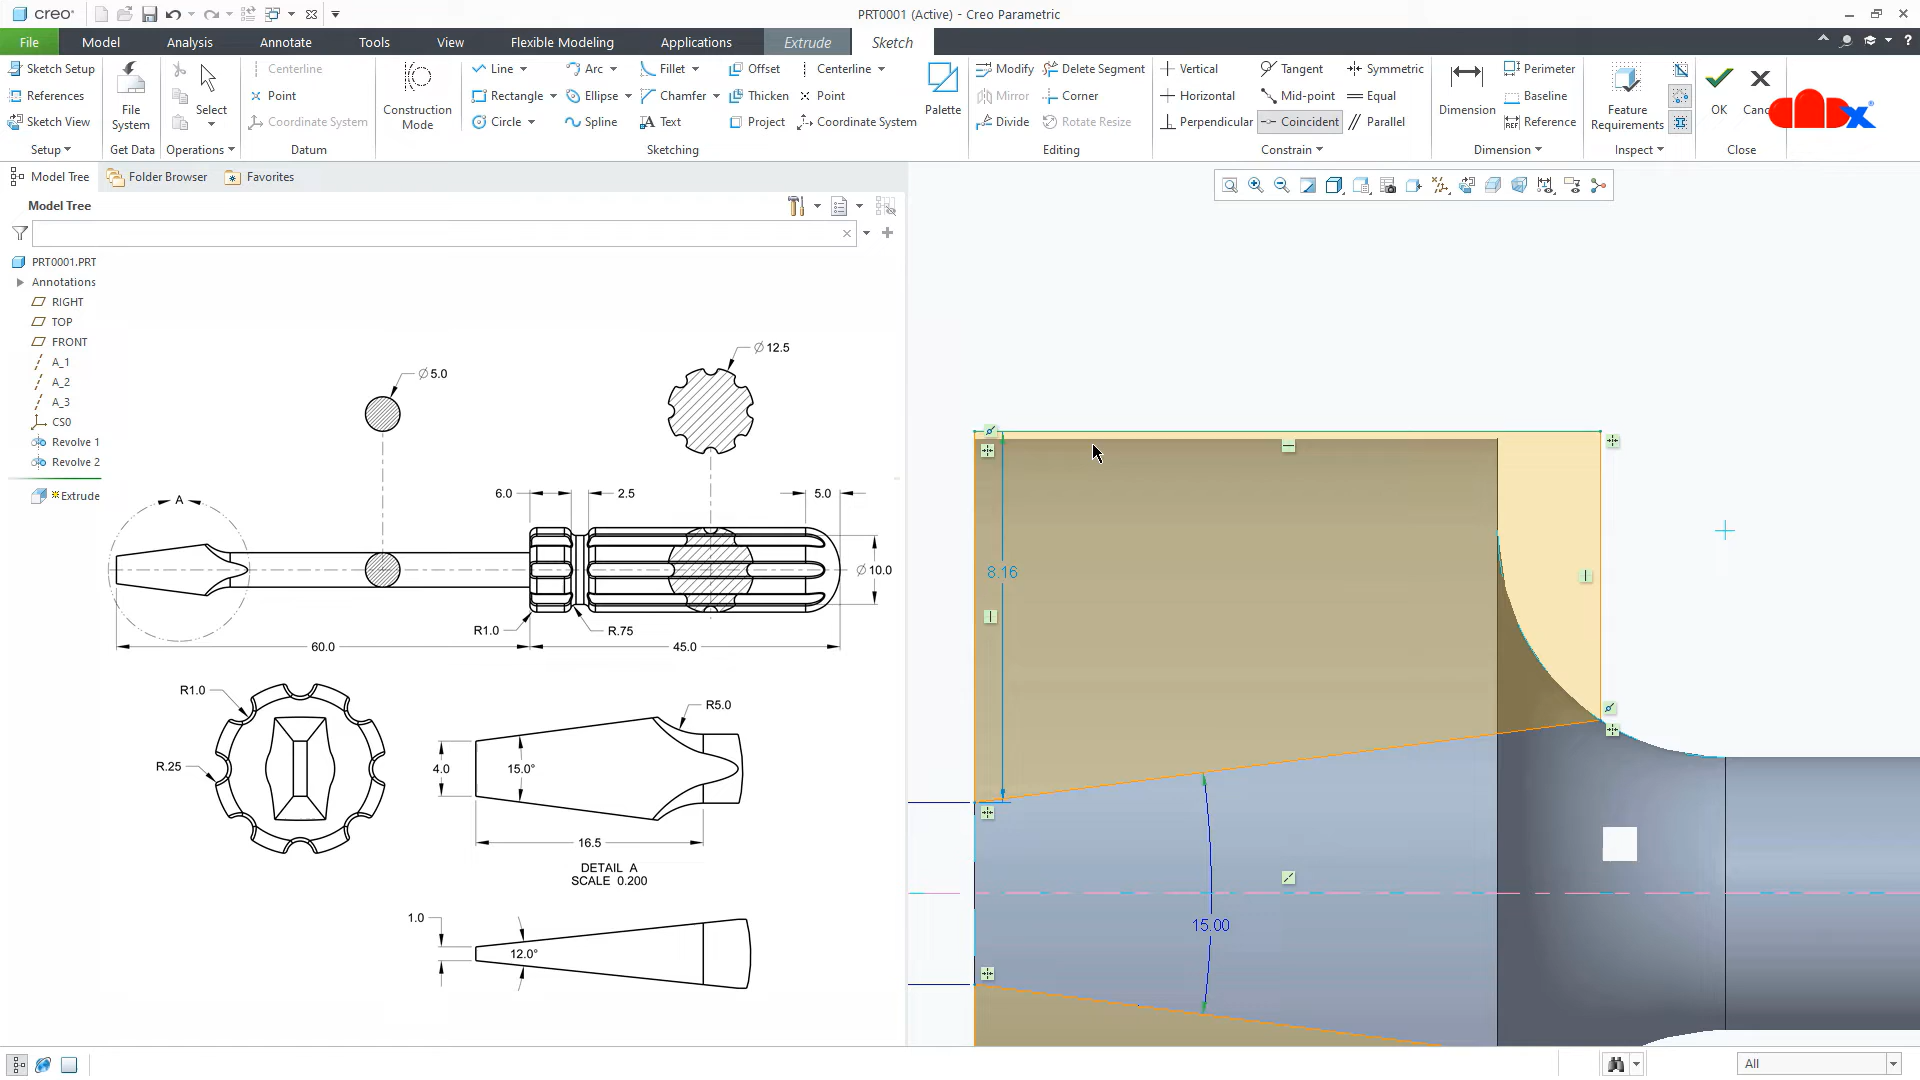 creo
PRT0001 (Active) - Creo Parametric
File
Model
Analysis
Annotate
Tools
View
Flexible Modeling
Applications
Extrude
Sketch
Sketch Setup
References
Sketch View
Setup
File System
Get Data
Select
Operations
Centerline
Point
Coordinate System
Datum
Construction Mode
Line
Arc
Fillet
Offset
Centerline
Rectangle
Ellipse
Chamfer
Thicken
Point
Circle
Spline
Text
Project
Coordinate System
Palette
Sketching
Modify
Delete Segment
Mirror
Corner
Divide
Rotate Resize
Editing
Vertical
Tangent
Symmetric
Horizontal
Mid-point
Equal
Perpendicular
Coincident
Parallel
Constrain
Dimension
Perimeter
Baseline
Reference
Dimension
Feature Requirements
Inspect
OK
Canc
Close
Model Tree
Folder Browser
Favorites
Model Tree
PRT0001.PRT
Annotations
RIGHT
TOP
FRONT
A_1
A_2
A_3
CS0
Revolve 1
Revolve 2
Extrude
Ø5.0
Ø12.5
A
6.0
2.5
5.0
Ø10.0
R1.0
R.75
60.0
45.0
R1.0
R.25
R5.0
4.0
15.0°
16.5
DETAIL A
SCALE 0.200
1.0
12.0°
8.16
15.00
All